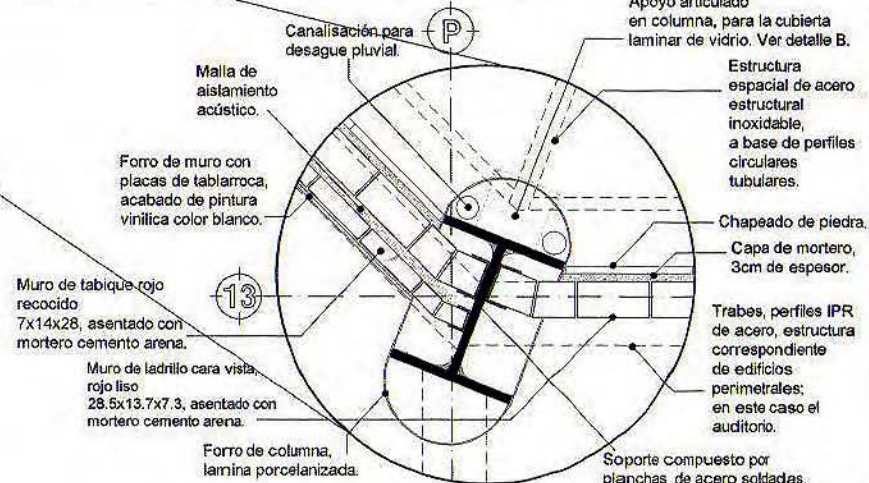 Apoyo articulado
en columna, para la cubierta
laminar de vidrio. Ver detalle B.
Canalisación para
desague pluvial.
P
Malla de
aislamiento
acústico.
Estructura
espacial de acero
estructural
inoxidable,
a base de perfiles
circulares
tubulares.
Forro de muro con
placas de tablarroca,
acabado de pintura
vinilica color blanco.
Chapeado de piedra.
Capa de mortero,
3cm de espesor.
13
Muro de tabique rojo
recocido
7x14x28, asentado con
mortero cemento arena.
Trabes, perfiles IPR
de acero, estructura
correspondiente
de edificios
perimetrales;
en este caso el
auditorio.
Muro de ladrillo cara vista,
rojo liso
28.5x13.7x7.3, asentado con
mortero cemento arena.
Forro de columna,
lamina porcelanizada.
Soporte compuesto por
planchas de acero soldadas